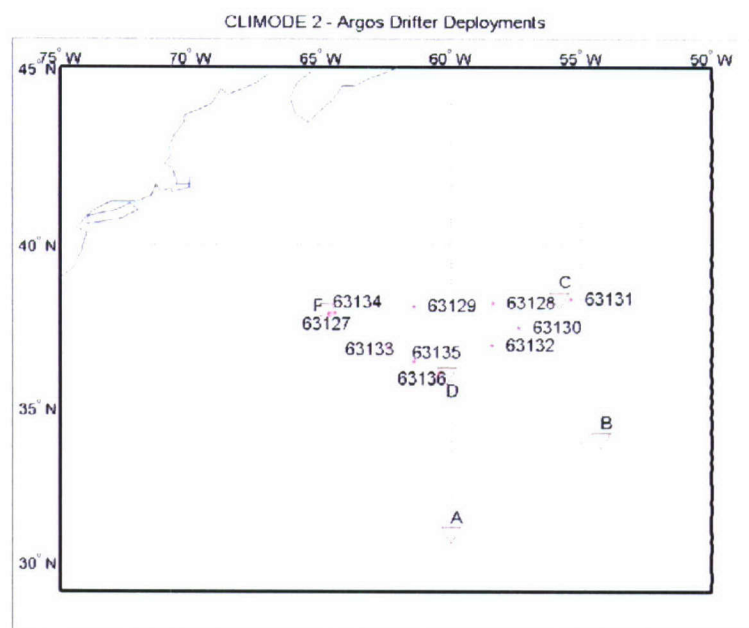 CLIMODE 2 - Argos Drifter Deployments
75° W 70° W 65° W 60° W 55° W 50° W
45° N
40° N
C
F 63134 63129 63128 63131
63127 63130
63133 63135 63132
63136
D
35° N
B
A
30° N